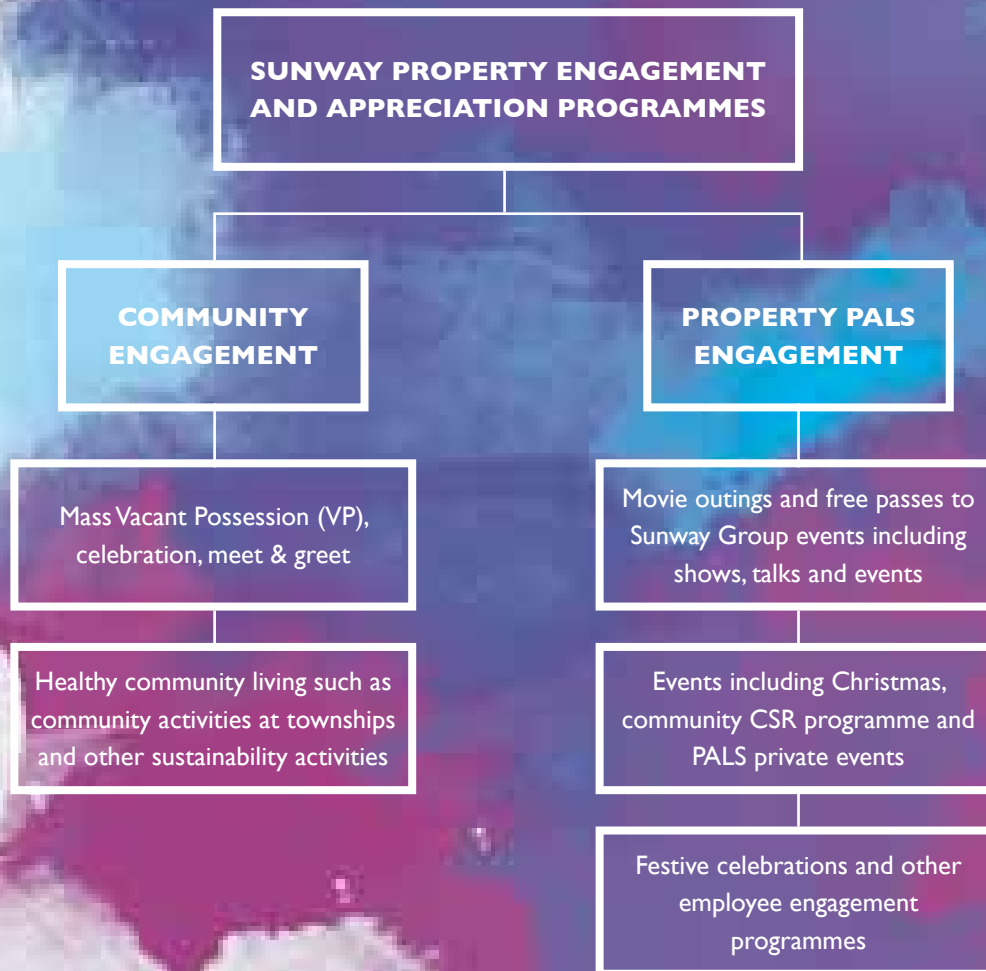 SUNWAY PROPERTY ENGAGEMENT
AND APPRECIATION PROGRAMMES
COMMUNITY
ENGAGEMENT
Mass Vacant Possession (VP),
celebration, meet & greet
Healthy community living such as
community activities at townships
and other sustainability activities
PROPERTY PALS
ENGAGEMENT
Movie outings and free passes to
Sunway Group events including
shows, talks and events
Events including Christmas,
community CSR programme and
PALS private events
Festive celebrations and other
employee engagement
programmes